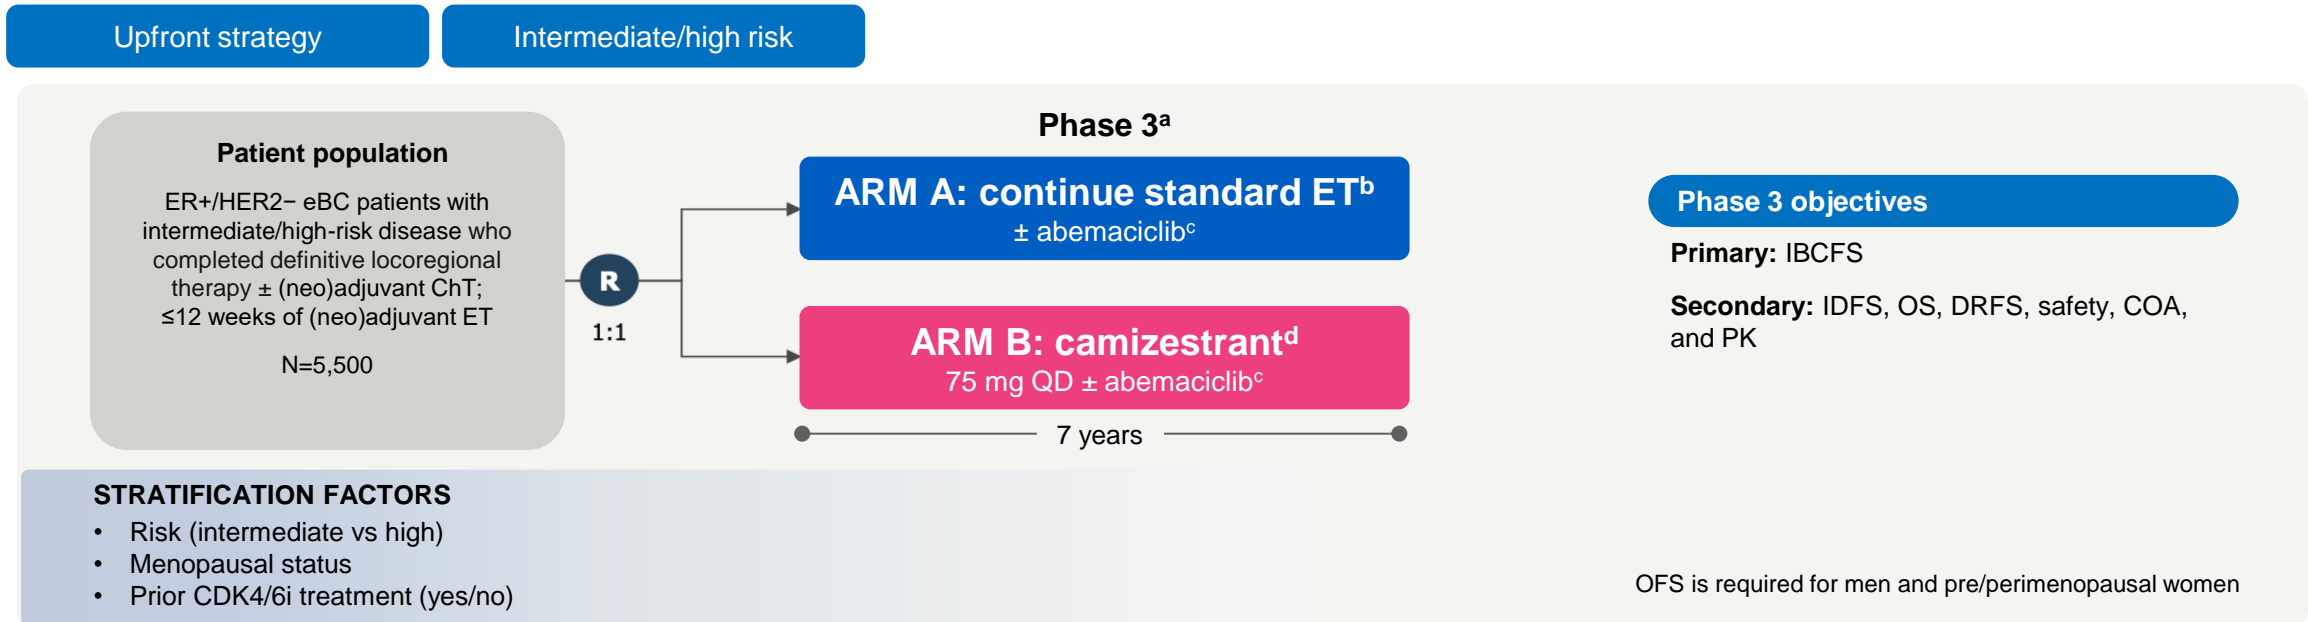 Upfront strategy
Intermediate/high risk
Patient population
ER+/HER2− eBC patients with
intermediate/high-risk disease who
completed definitive locoregional
therapy ± (neo)adjuvant ChT;
≤12 weeks of (neo)adjuvant ET
N=5,500
R
1:1
Phase 3ᵃ
ARM A: continue standard ETᵇ
± abemaciclibᶜ
ARM B: camizestrantᵈ
75 mg QD ± abemaciclibᶜ
7 years
Phase 3 objectives
Primary: IBCFS
Secondary: IDFS, OS, DRFS, safety, COA,
and PK
STRATIFICATION FACTORS
• Risk (intermediate vs high)
• Menopausal status
• Prior CDK4/6i treatment (yes/no)
OFS is required for men and pre/perimenopausal women